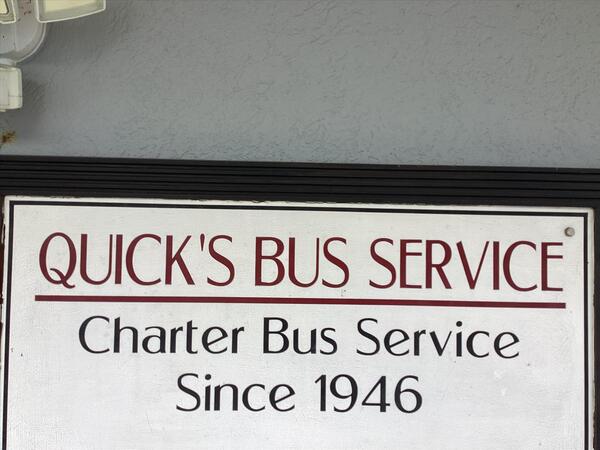 QUICK'S BUS SERVICE
Charter Bus Service
Since 1946